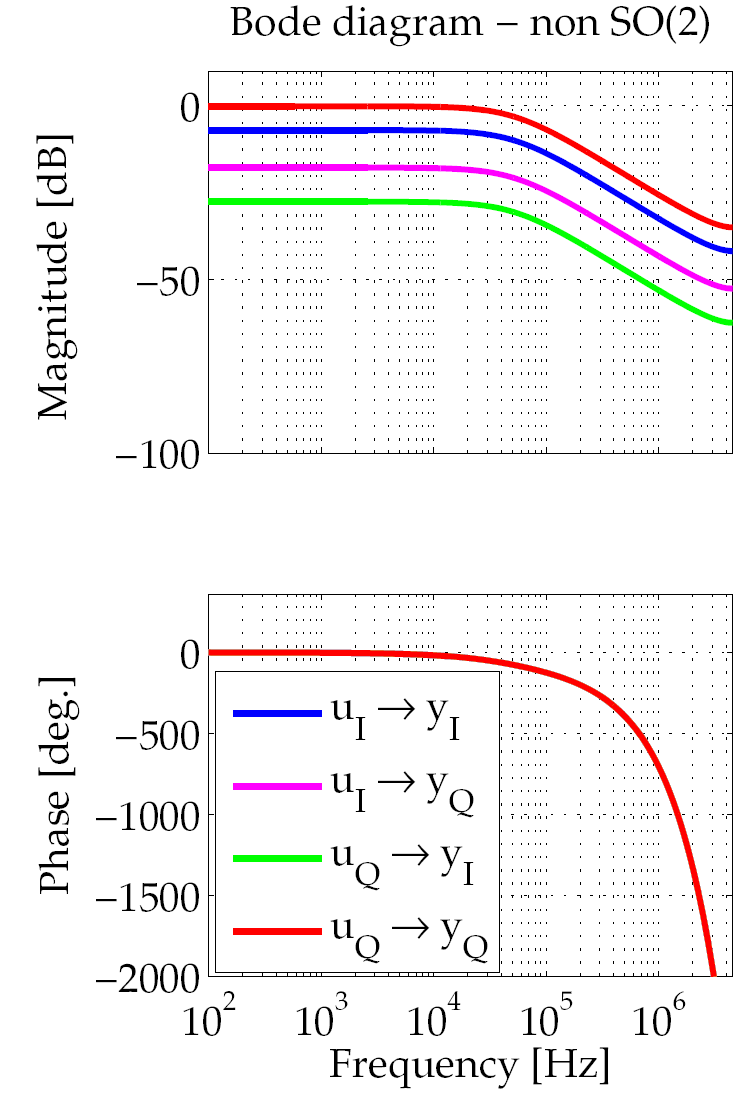 Bode diagram – non SO(2)
Magnitude [dB]
0
−50
−100
Phase [deg.]
0
−500
−1000
−1500
−2000
u_I → y_I
u_I → y_Q
u_Q → y_I
u_Q → y_Q
10^2 10^3 10^4 10^5 10^6
Frequency [Hz]